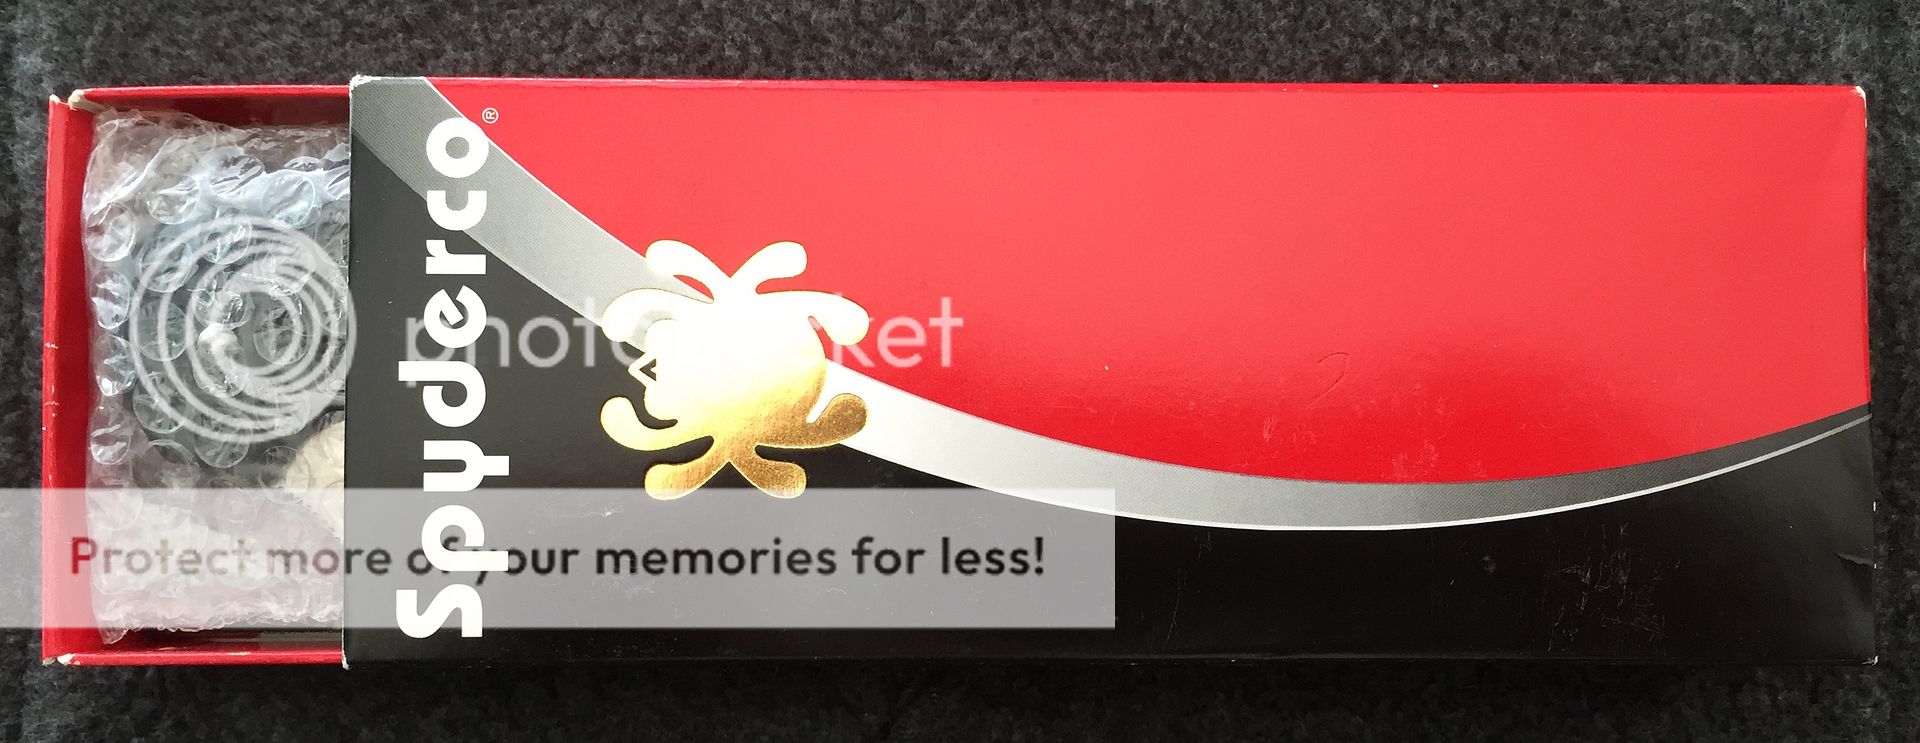 Spyderco®
photobucket
Protect more of your memories for less!